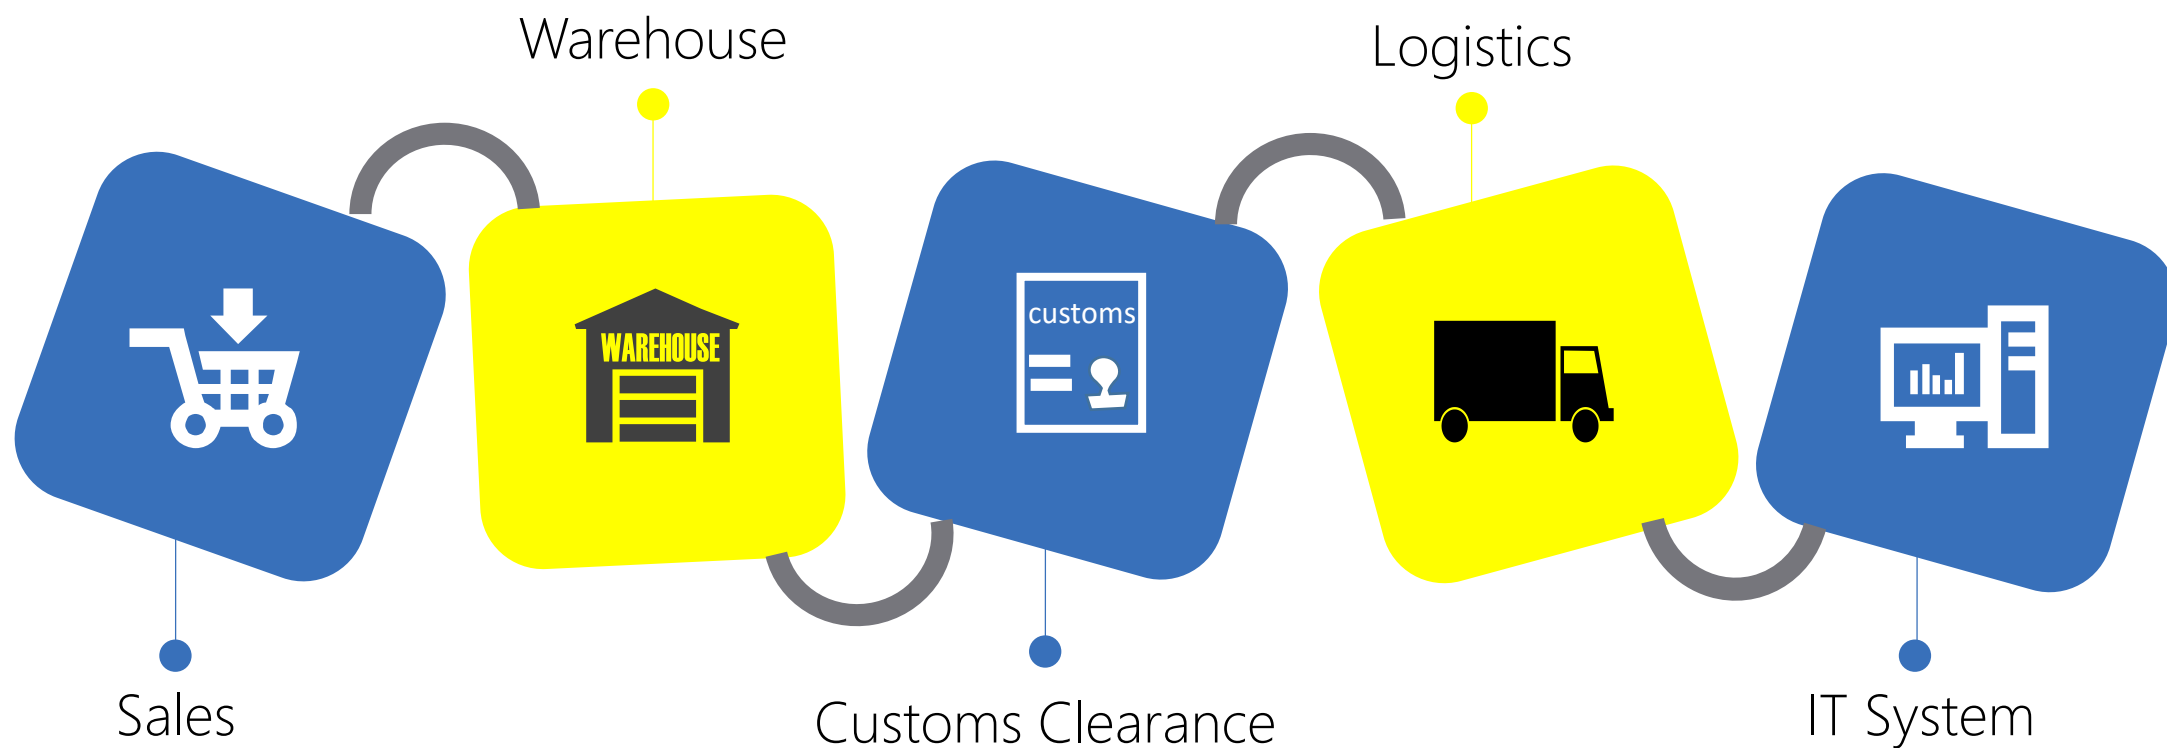 Warehouse
Logistics
WAREHOUSE
customs
Sales
Customs Clearance
IT System